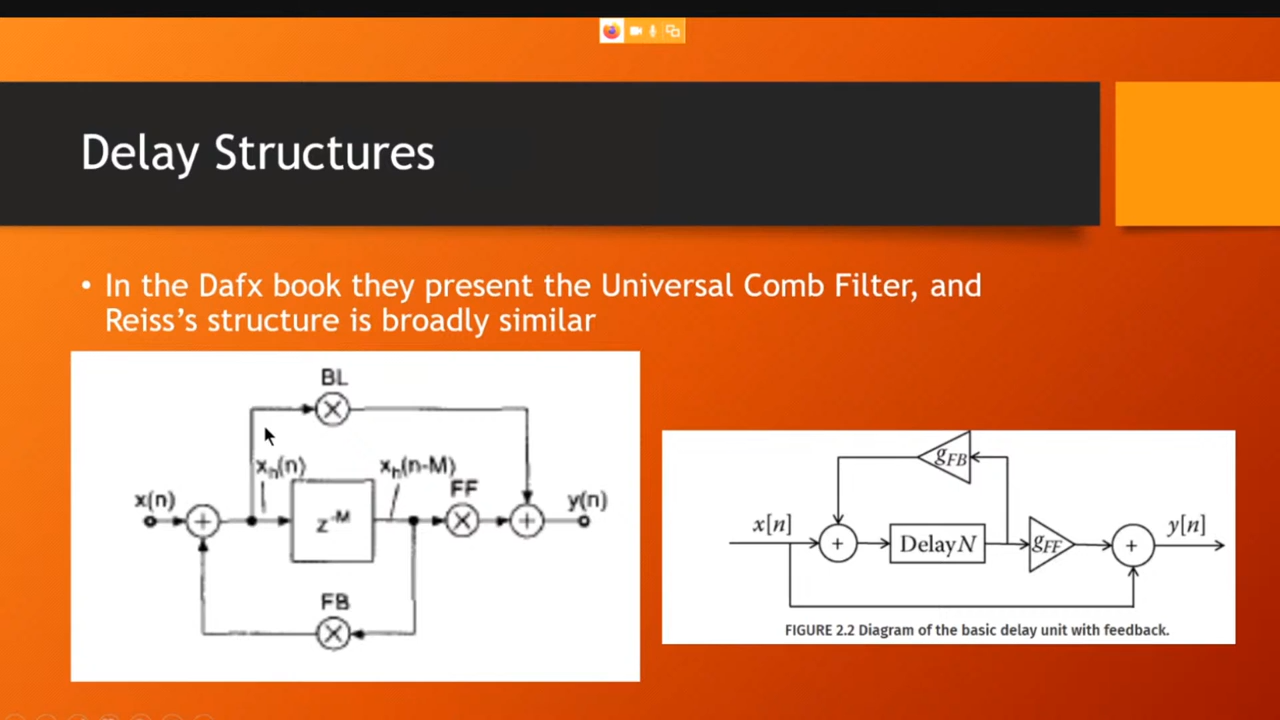 Delay Structures
• In the Dafx book they present the Universal Comb Filter, and
Reiss’s structure is broadly similar
BL
x(n)
xh(n)
z-M
xh(n-M)
FF
y(n)
FB
gFB
x[n]
+
DelayN
gFF
+
y[n]
FIGURE 2.2 Diagram of the basic delay unit with feedback.